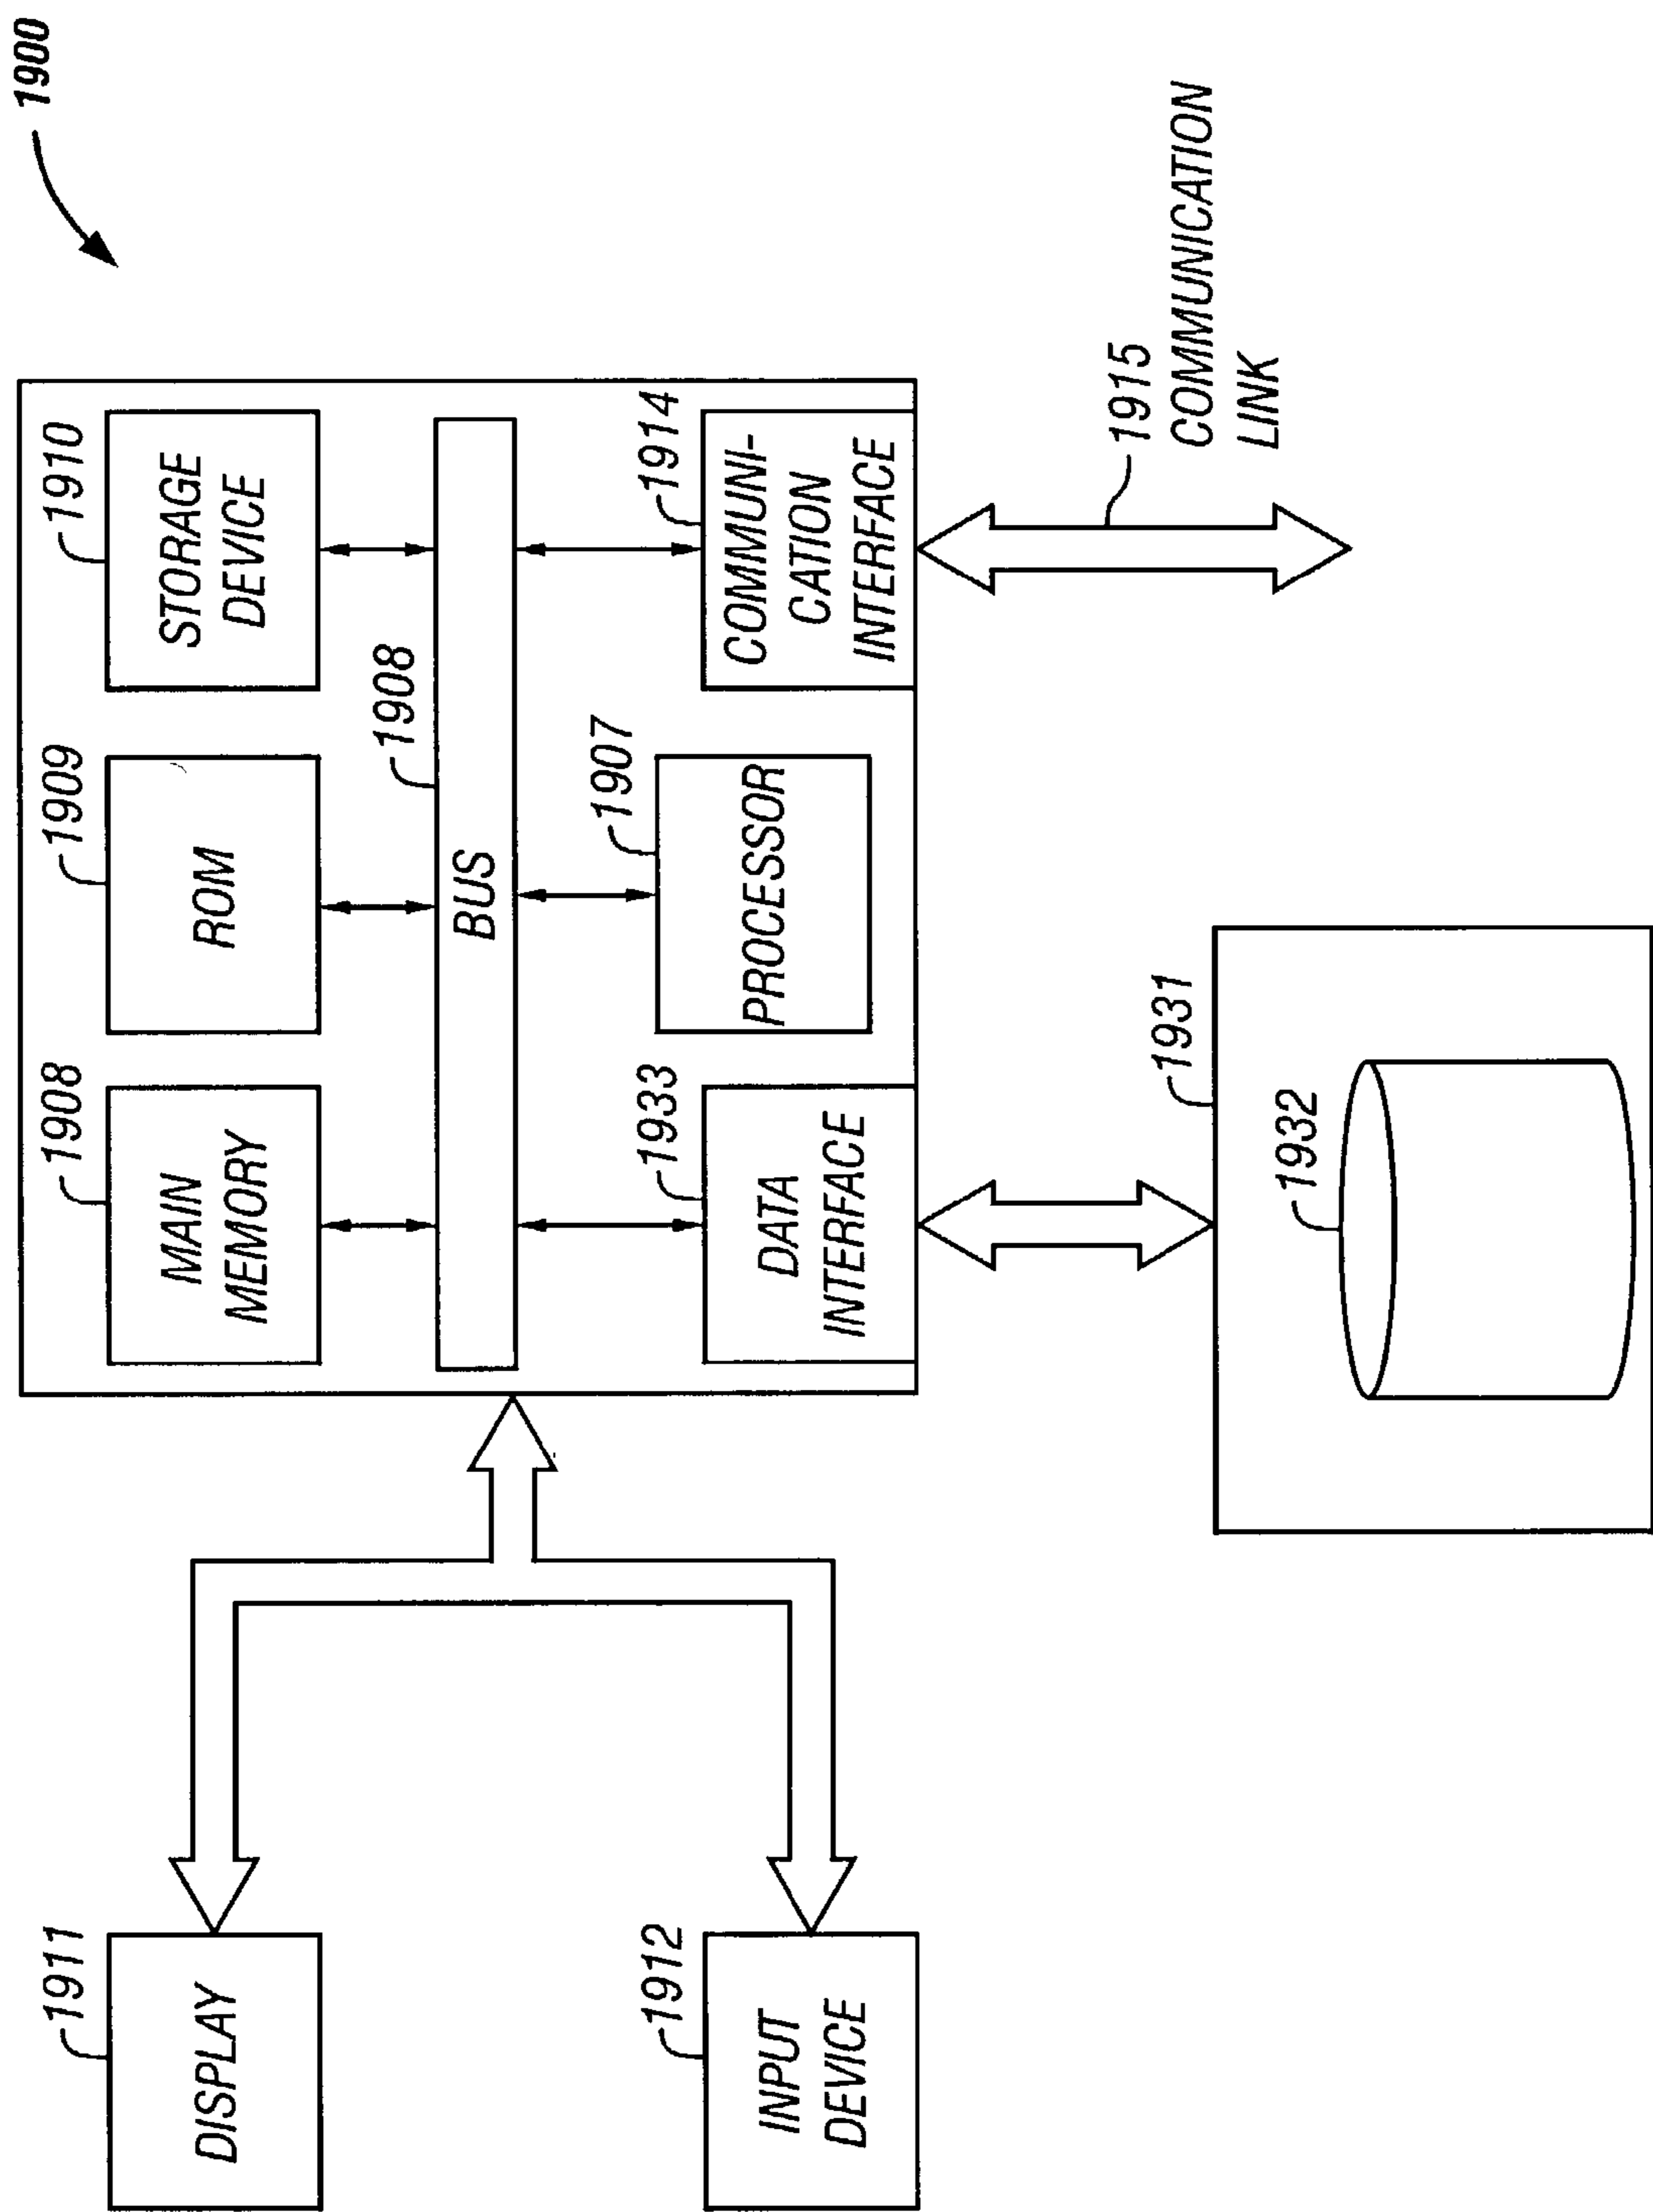 1900
1911
DISPLAY
1912
INPUT
DEVICE
1908
MAIN
MEMORY
1909
ROM
1910
STORAGE
DEVICE
1908
BUS
1933
DATA
INTERFACE
1907
PROCESSOR
1914
COMMUNI-
CATION
INTERFACE
1915
COMMUNICATION
LINK
1931
1932